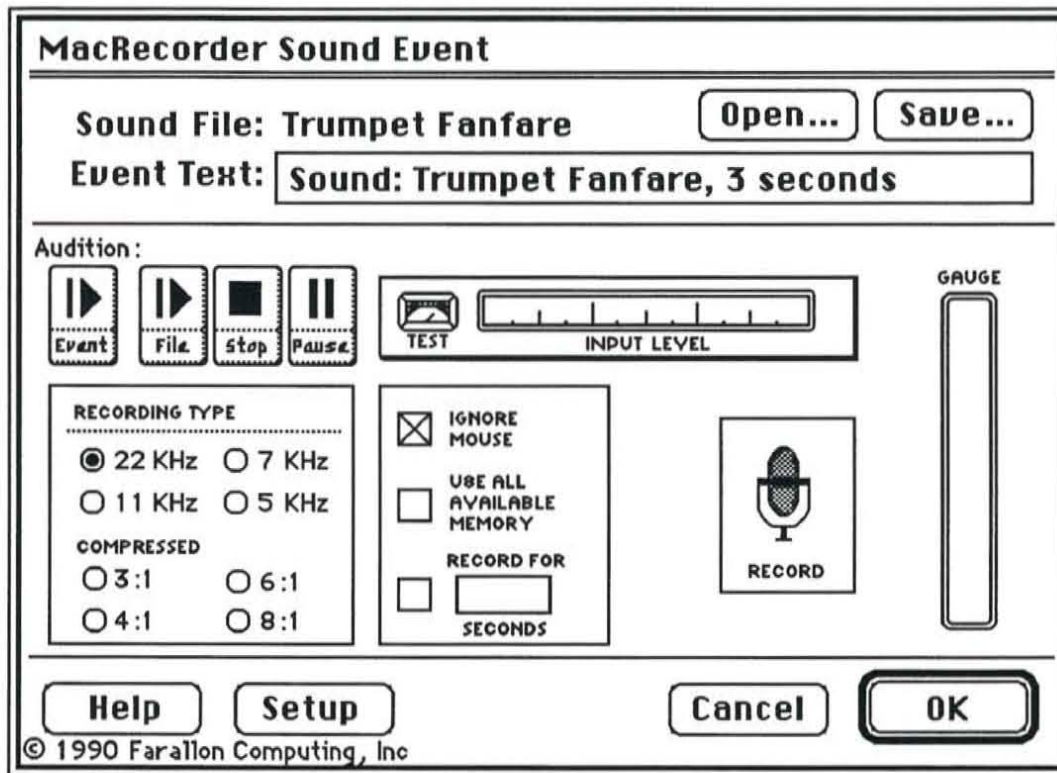 MacRecorder Sound Event
Sound File: Trumpet Fanfare
Open...
Save...
Event Text: Sound: Trumpet Fanfare, 3 seconds
Audition:
Event
File
Stop
Pause
TEST
INPUT LEVEL
GAUGE
RECORDING TYPE
22 KHz 7 KHz
11 KHz 5 KHz
COMPRESSED
3:1 6:1
4:1 8:1
IGNORE
MOUSE
USE ALL
AVAILABLE
MEMORY
RECORD FOR
SECONDS
RECORD
Help
Setup
Cancel
OK
© 1990 Farallon Computing, Inc